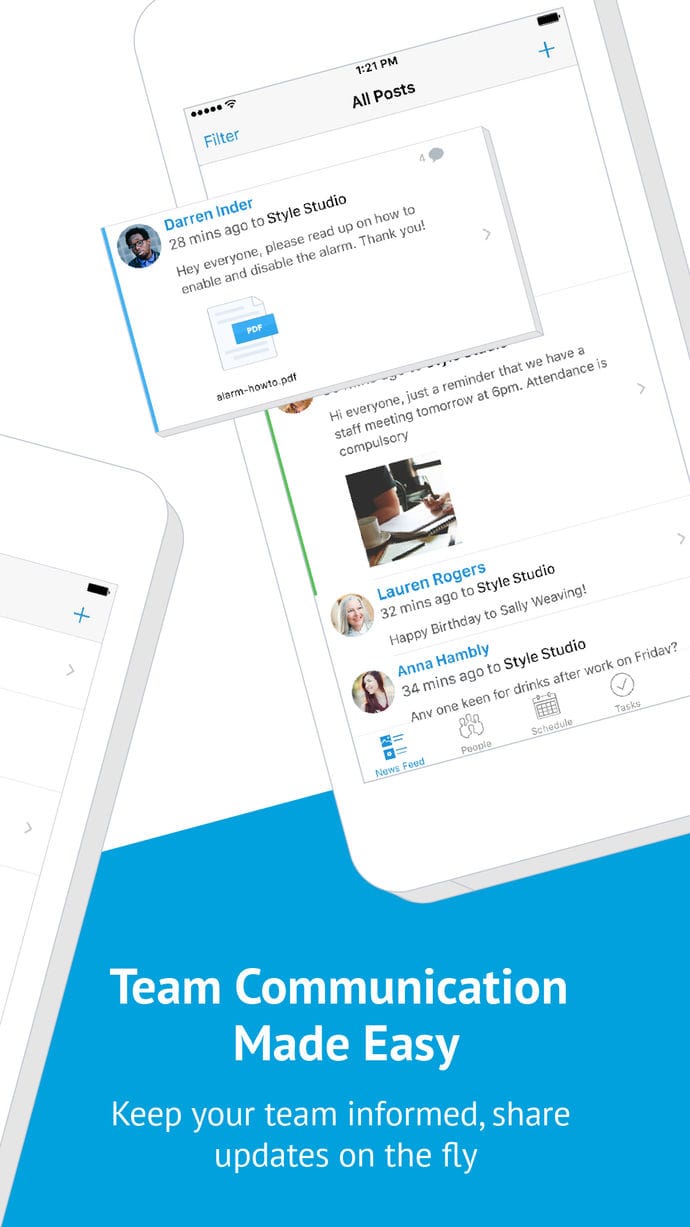 1:21 PM
Filter
All Posts
+
4
Darren Inder
28 mins ago to Style Studio
Hey everyone, please read up on how to
enable and disable the alarm. Thank you!
PDF
alarm-howto.pdf
Hi everyone, just a reminder that we have a
staff meeting tomorrow at 6pm. Attendance is
compulsory
Lauren Rogers
32 mins ago to Style Studio
Happy Birthday to Sally Weaving!
Anna Hambly
34 mins ago to Style Studio
Any one keen for drinks after work on Friday?
News Feed
People
Schedule
Tasks
+
Team Communication
Made Easy
Keep your team informed, share
updates on the fly